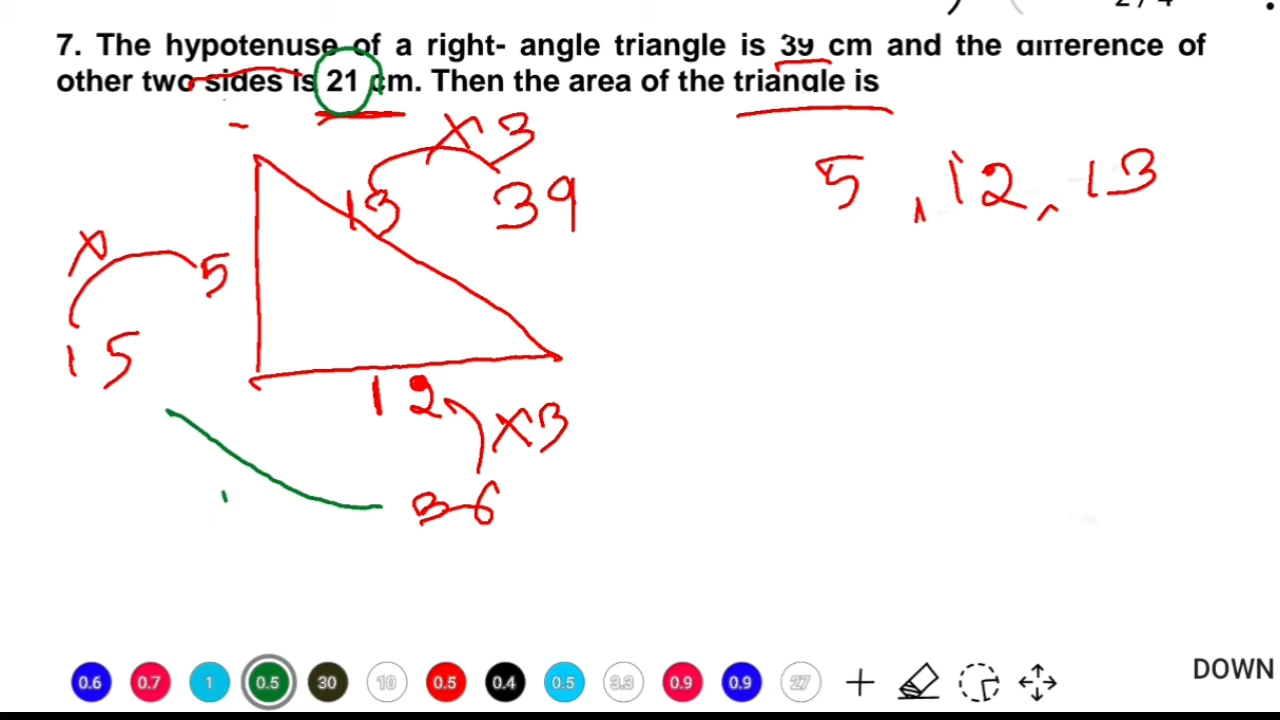 2 / 4
7. The hypotenuse of a right- angle triangle is 39 cm and the difference of
other two sides is 21 cm. Then the area of the triangle is
×3
13 39
5, 12, 13
×
5
15
12
×3
36
DOWN
0.6 0.7 1 0.5 30 10 0.5 0.4 0.5 3.3 0.9 0.9 27